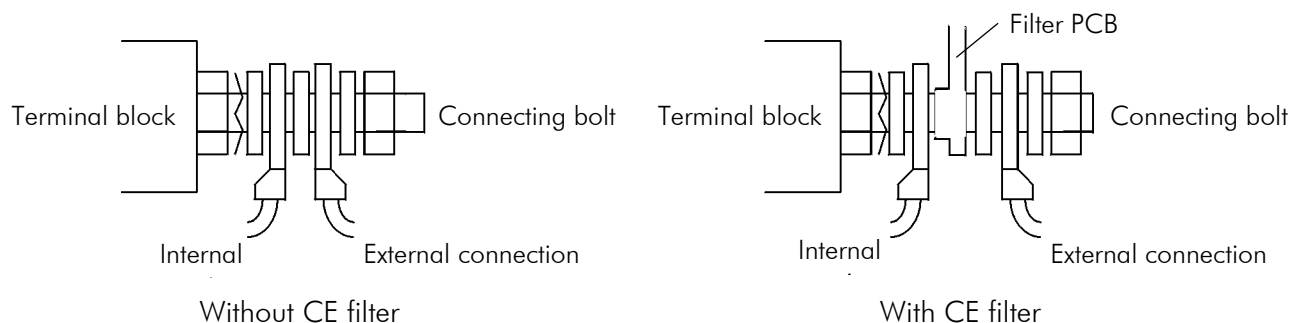 Filter PCB
Terminal block
Connecting bolt
Terminal block
Connecting bolt
Internal
External connection
Internal
External connection
Without CE filter
With CE filter